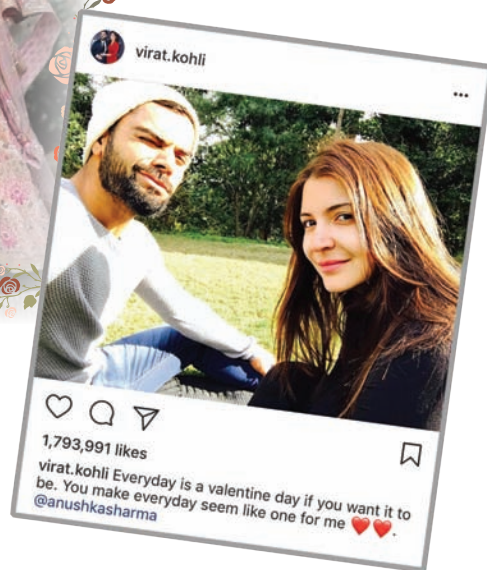 virat.kohli
1,793,991 likes
virat.kohli Everyday is a valentine day if you want it to
be. You make everyday seem like one for me ❤️❤️.
@anushkasharma